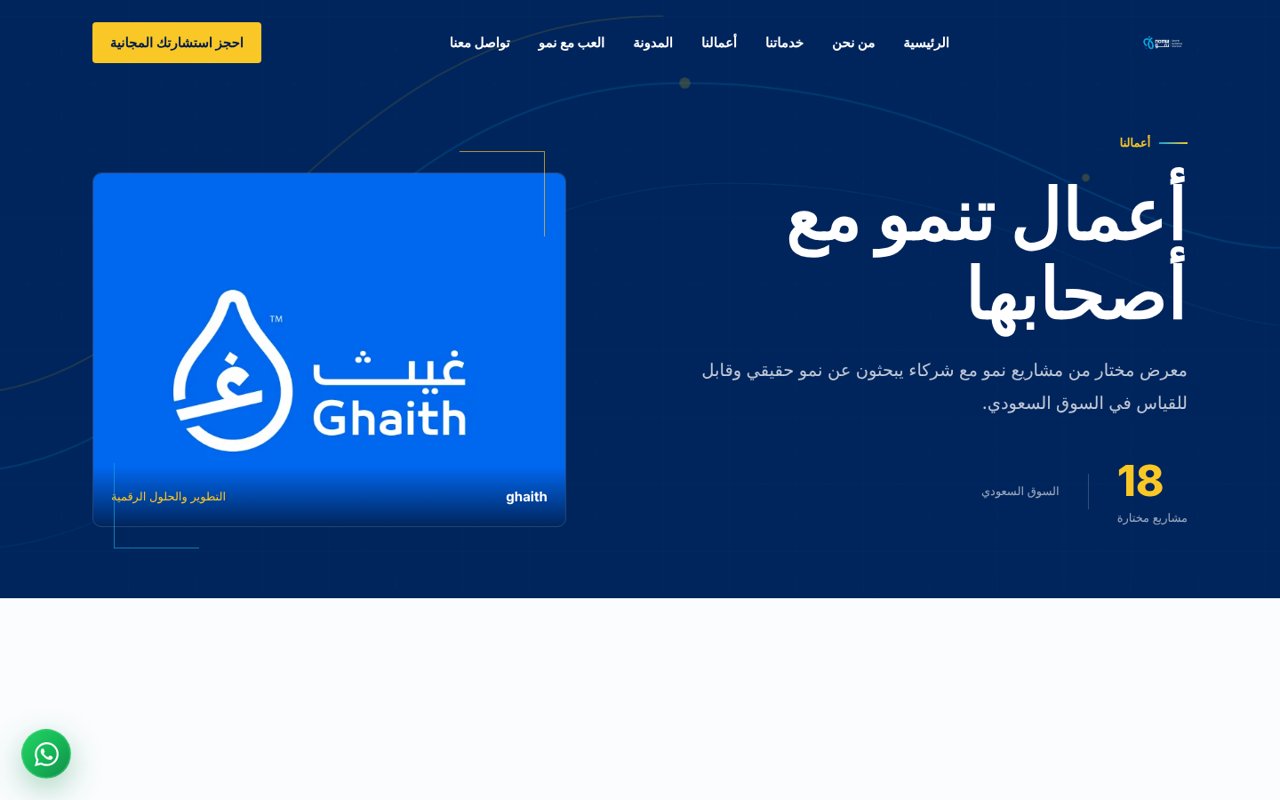 الرئيسية
من نحن
خدماتنا
أعمالنا
المدونة
العب مع نمو
تواصل معنا
احجز استشارتك المجانية
أعمالنا
أعمال تنمو مع
أصحابها
معرض مختار من مشاريع نمو مع شركاء يبحثون عن نمو حقيقي وقابل
للقياس في السوق السعودي.
18
مشاريع مختارة
السوق السعودي
غيث
Ghaith
TM
ghaith
التطوير والحلول الرقمية